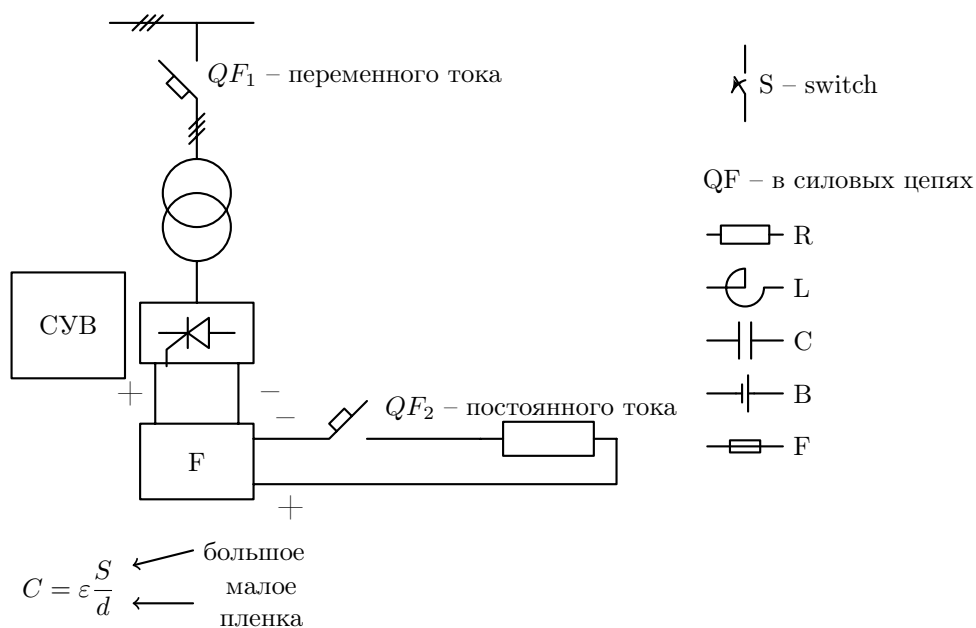 QF₁ – переменного тока
S – switch
QF – в силовых цепях
R
L
СУВ
C
+ –
B
– QF₂ – постоянного тока
F
F
+
C = ε S/d
большое
малое
пленка